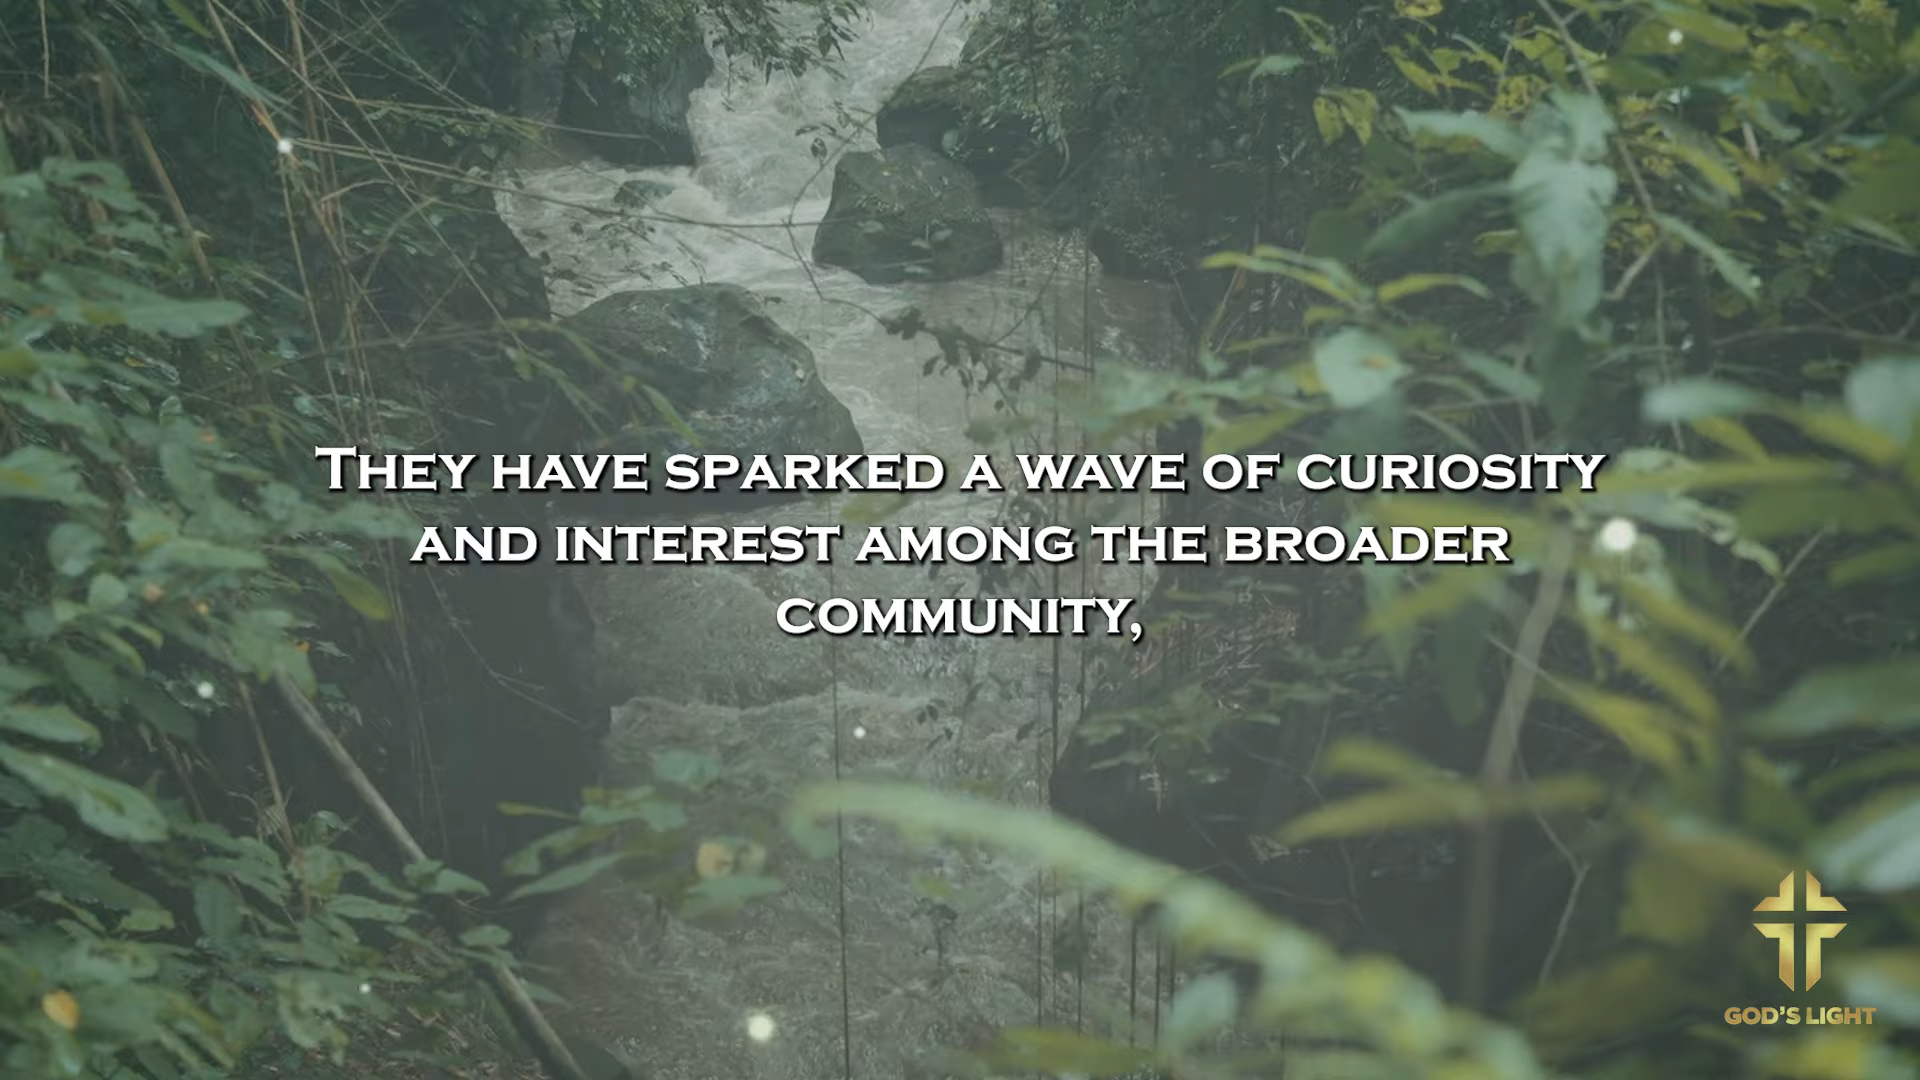 They have sparked a wave of curiosity
and interest among the broader
community,
GOD'S LIGHT